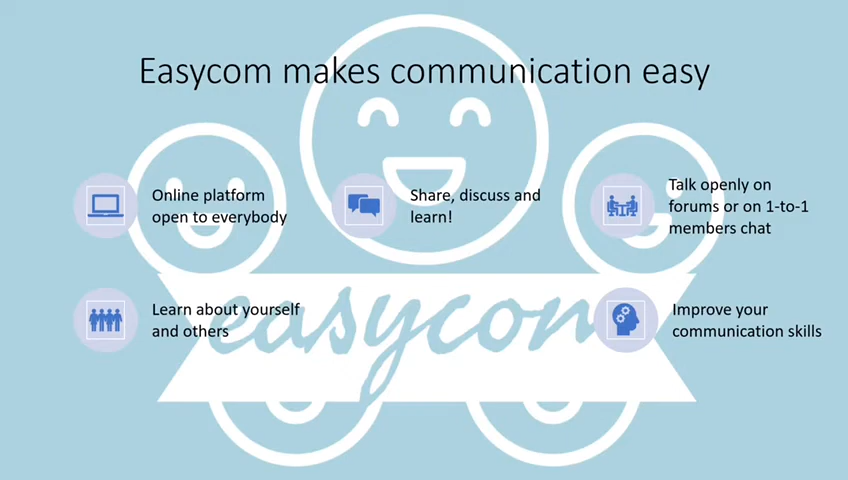 Easycom makes communication easy
Online platform
open to everybody
Share, discuss and
learn!
Talk openly on
forums or on 1-to-1
members chat
Learn about yourself
and others
Improve your
communication skills
easycom